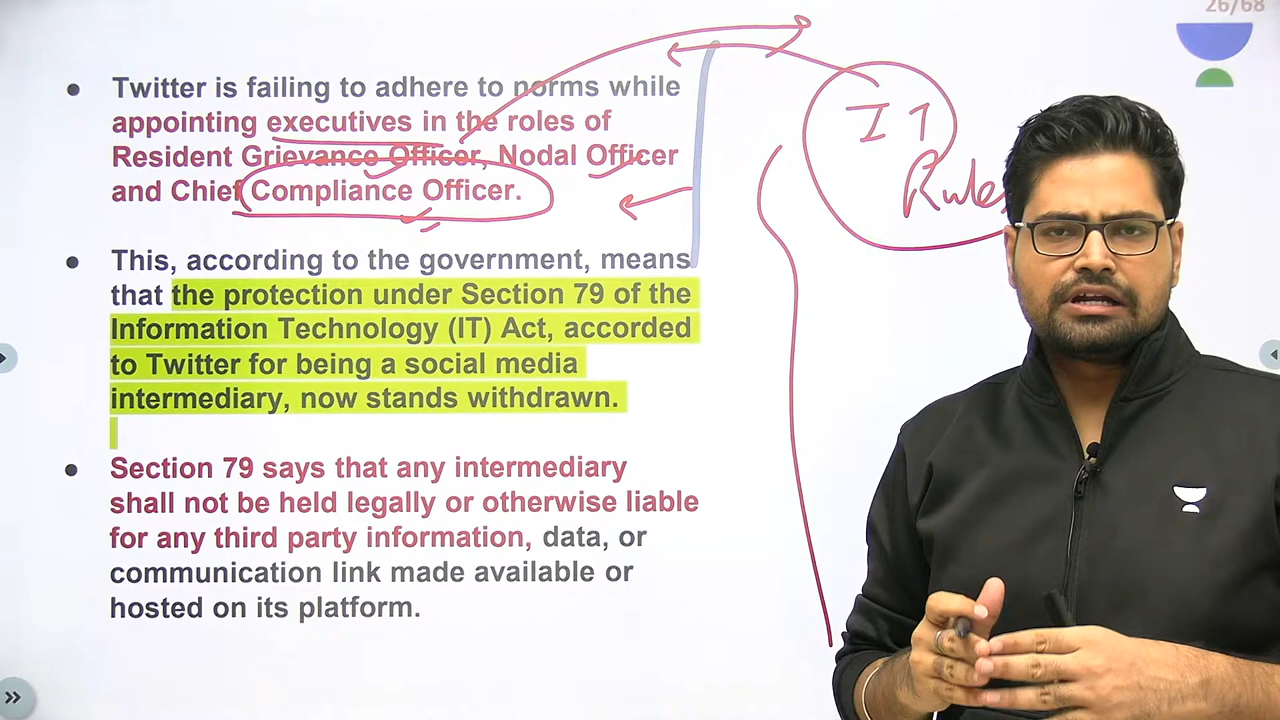 26/68
Twitter is failing to adhere to norms while
appointing executives in the roles of
Resident Grievance Officer, Nodal Officer
and Chief Compliance Officer.
This, according to the government, means
that the protection under Section 79 of the
Information Technology (IT) Act, accorded
to Twitter for being a social media
intermediary, now stands withdrawn.
Section 79 says that any intermediary
shall not be held legally or otherwise liable
for any third party information, data, or
communication link made available or
hosted on its platform.
IT
Rules